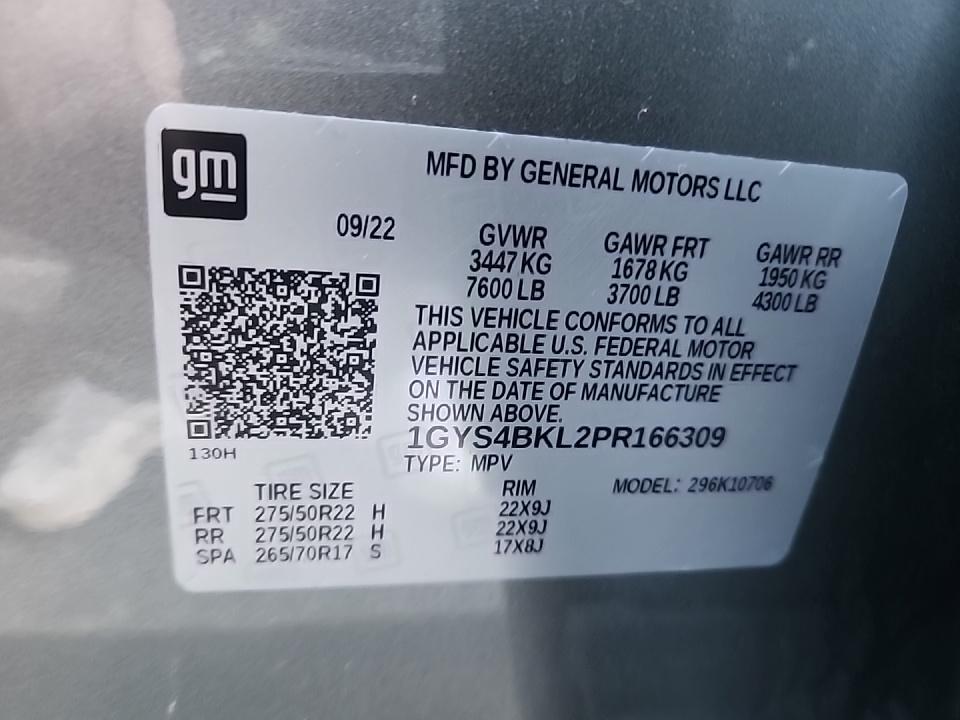 gm
MFD BY GENERAL MOTORS LLC
09/22
GVWR GAWR FRT GAWR RR
3447 KG 1678 KG 1950 KG
7600 LB 3700 LB 4300 LB
THIS VEHICLE CONFORMS TO ALL
APPLICABLE U.S. FEDERAL MOTOR
VEHICLE SAFETY STANDARDS IN EFFECT
ON THE DATE OF MANUFACTURE
SHOWN ABOVE.
1GYS4BKL2PR166309
130H
TYPE: MPV
TIRE SIZE RIM MODEL: 296K10706
FRT 275/50R22 H 22X9J
RR 275/50R22 H 22X9J
SPA 265/70R17 S 17X8J